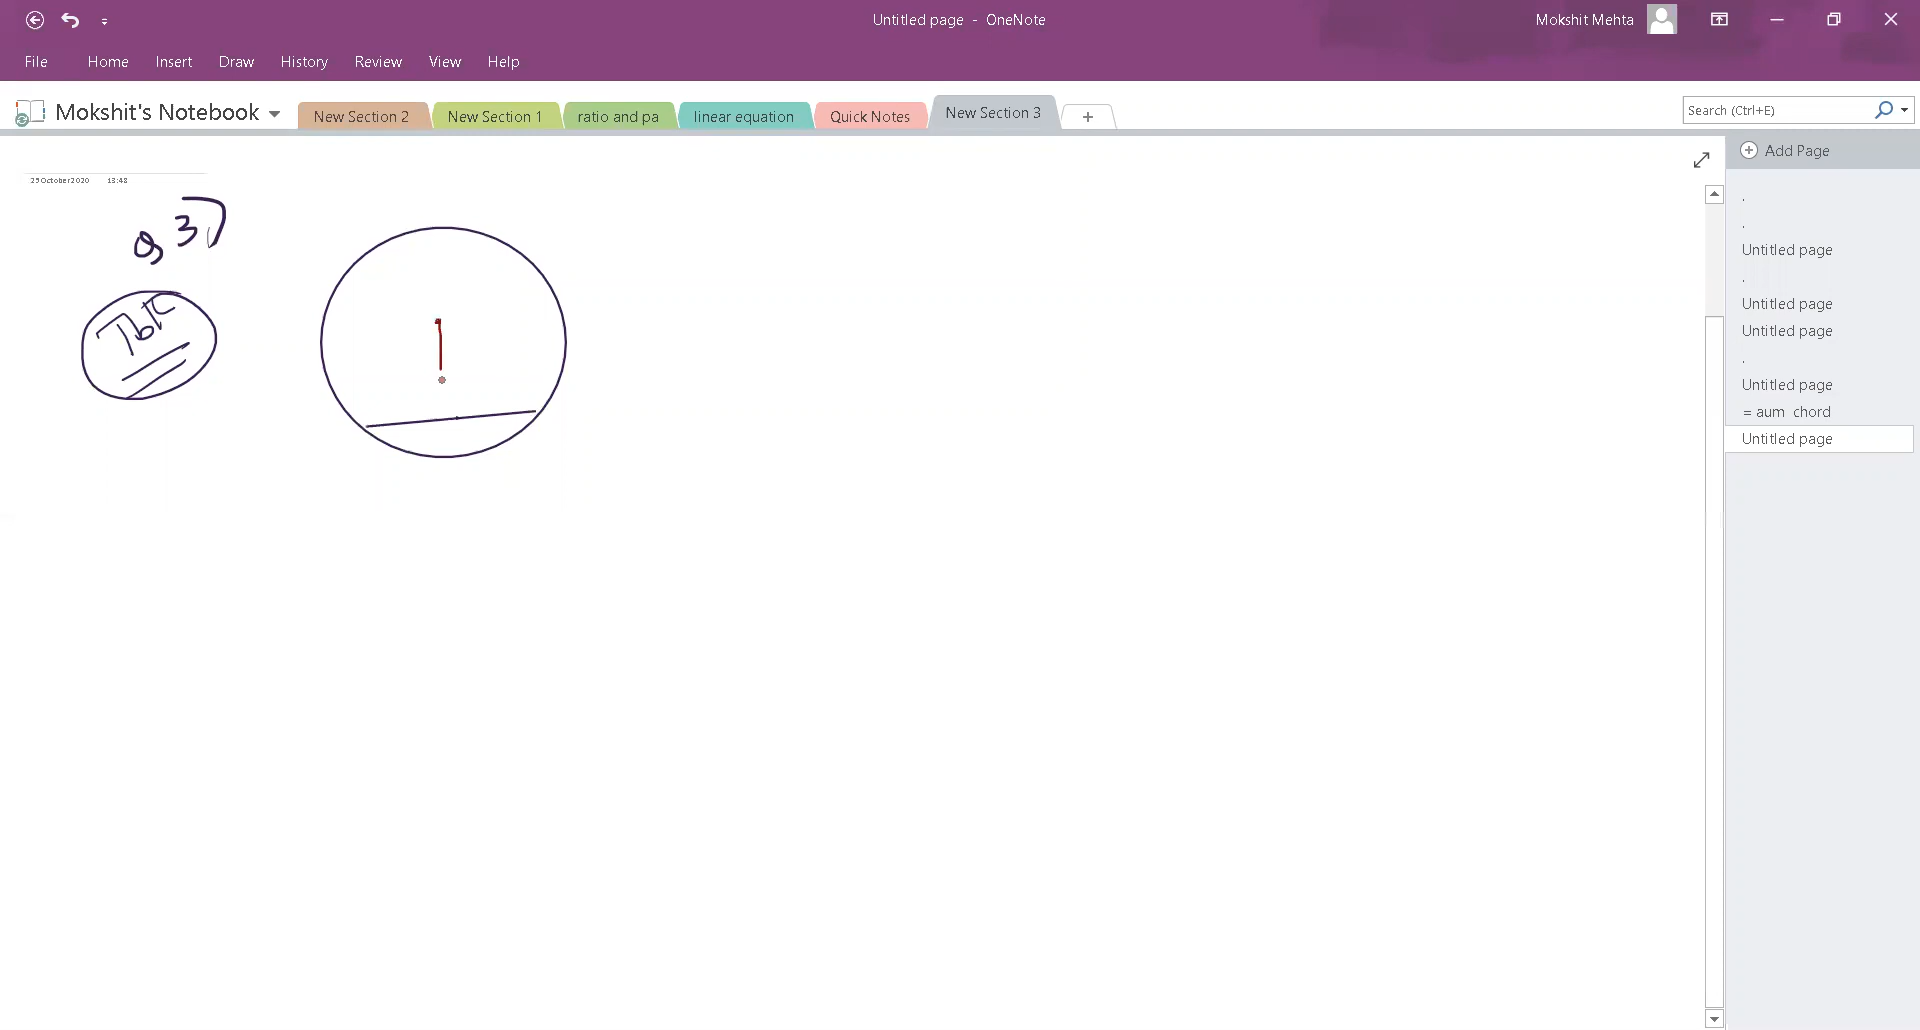 Untitled page - OneNote
Mokshit Mehta
File Home Insert Draw History Review View Help
Mokshit's Notebook
New Section 2
New Section 1
ratio and pa
linear equation
Quick Notes
New Section 3
+
Search (Ctrl+E)
Add Page
25 October 2020 13:48
.
.
Untitled page
.
Untitled page
Untitled page
.
Untitled page
= aum chord
Untitled page